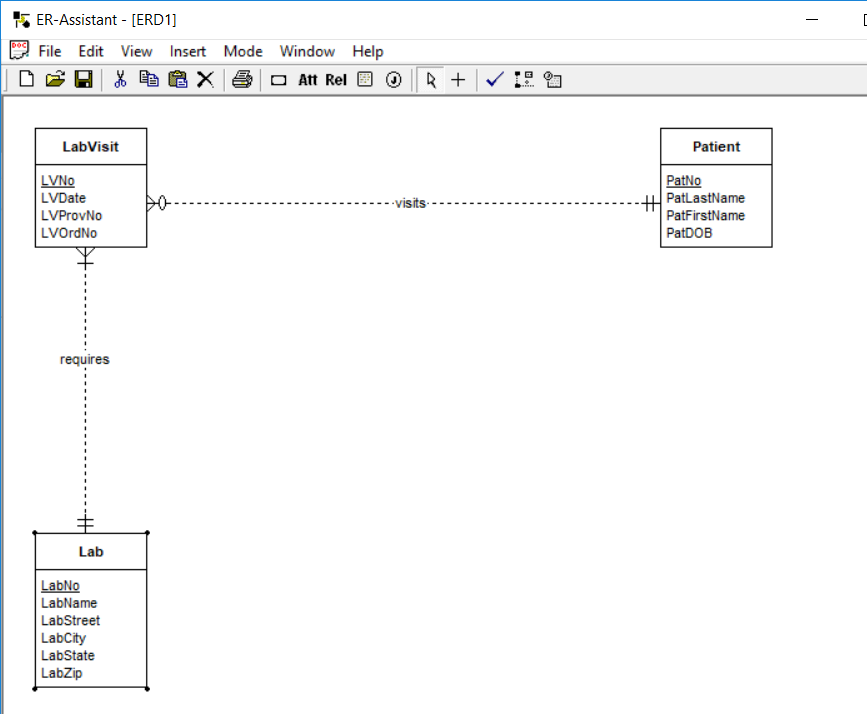 ER-Assistant - [ERD1]
DOC File Edit View Insert Mode Window Help
Att Rel
LabVisit
LVNo
LVDate
LVProvNo
LVOrdNo
visits
Patient
PatNo
PatLastName
PatFirstName
PatDOB
requires
Lab
LabNo
LabName
LabStreet
LabCity
LabState
LabZip